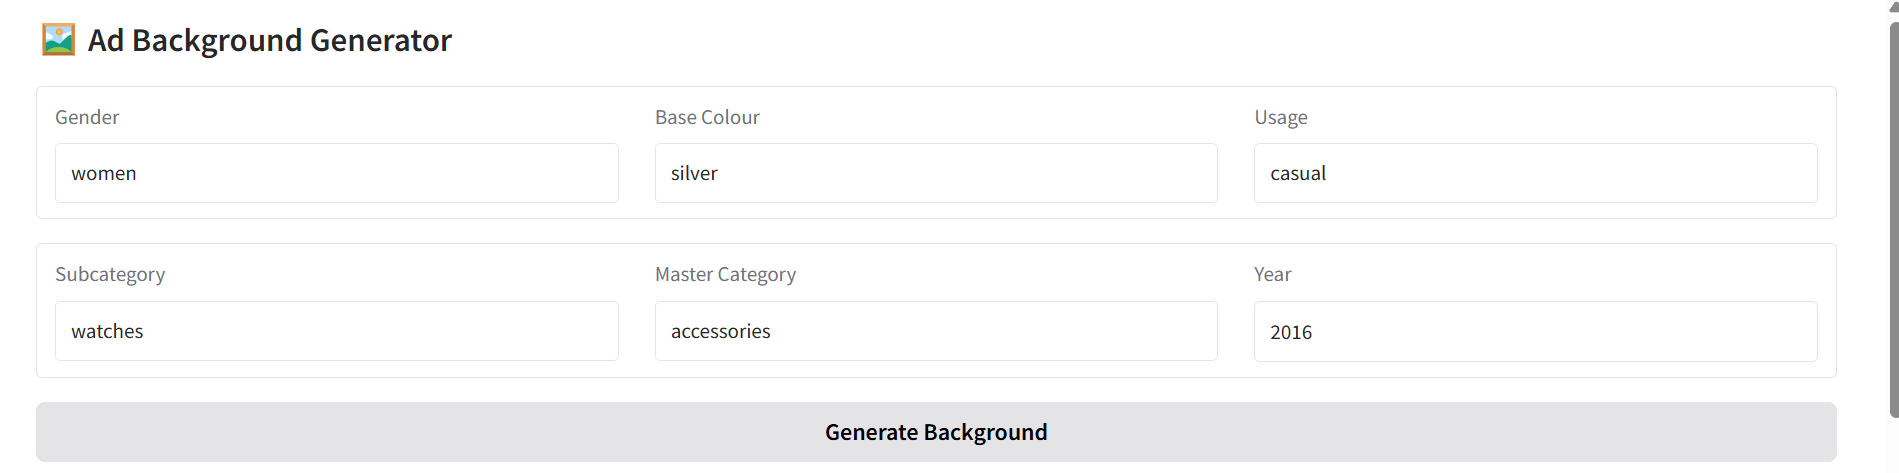 Ad Background Generator
Gender Base Colour Usage
women silver casual
Subcategory Master Category Year
watches accessories 2016
Generate Background